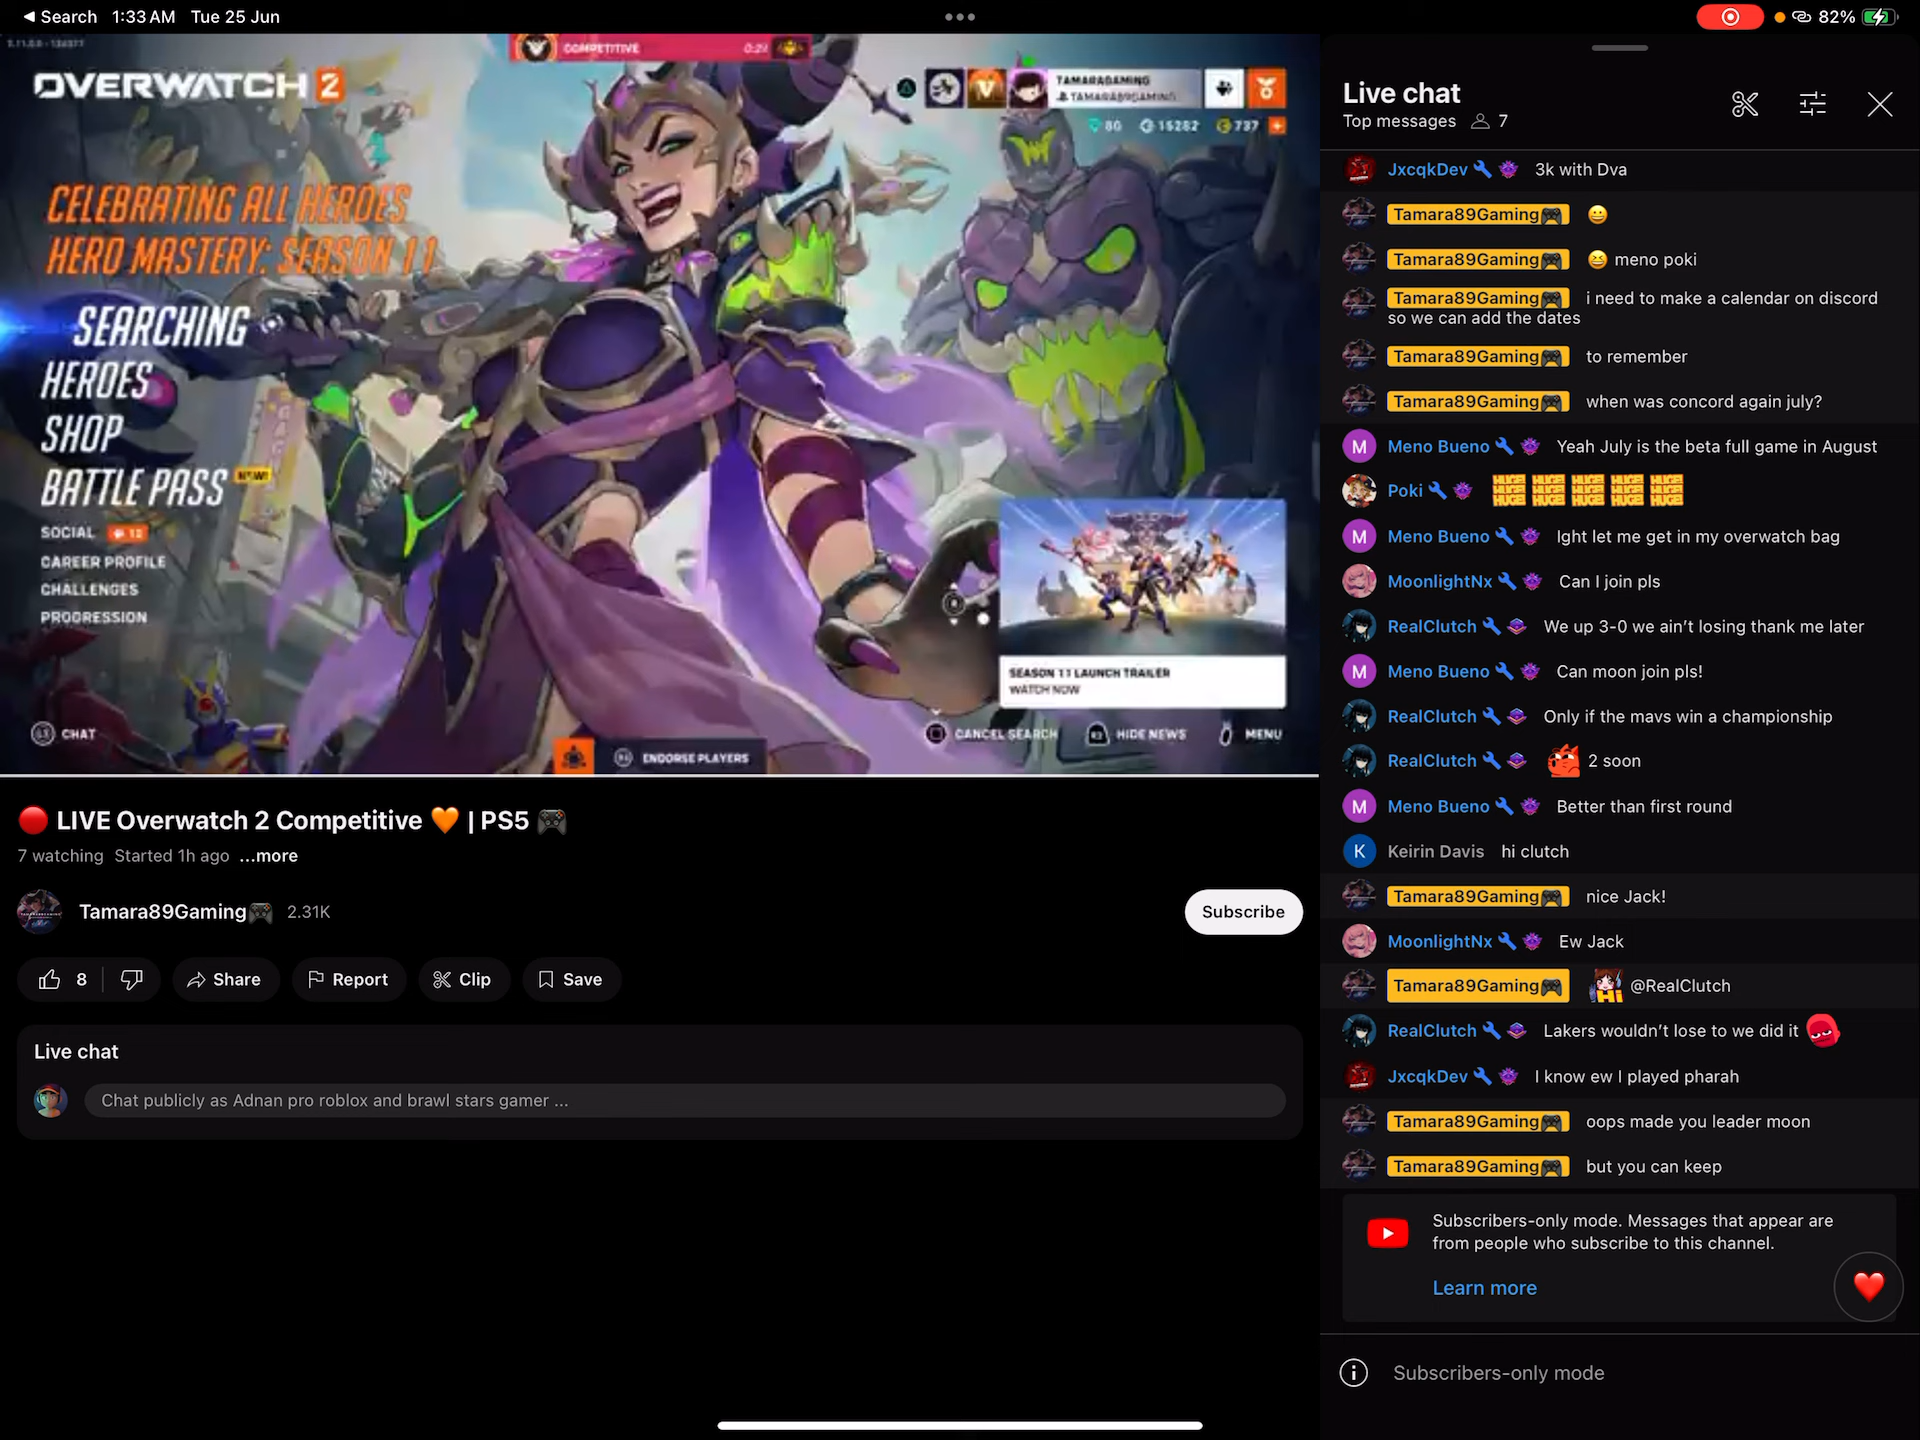 Search 1:33 AM Tue 25 Jun
82%
OVERWATCH 2
COMPETITIVE 0:29
TAMARAGAMING
TAMARA89GAMING
80 15282 737
CELEBRATING ALL HEROES
HERO MASTERY: SEASON 11
SEARCHING
HEROES
SHOP
BATTLE PASS NEW!
SOCIAL 12
CAREER PROFILE
CHALLENGES
PROGRESSION
SEASON 11 LAUNCH TRAILER
WATCH NOW
CHAT
ENDORSE PLAYERS
CANCEL SEARCH HIDE NEWS MENU
LIVE Overwatch 2 Competitive 🧡 | PS5 🎮
7 watching Started 1h ago ...more
Tamara89Gaming🎮 2.31K
Subscribe
8
Share
Report
Clip
Save
Live chat
Chat publicly as Adnan pro roblox and brawl stars gamer ...
Live chat
Top messages 7
JxcqkDev 3k with Dva
Tamara89Gaming🎮 😀
Tamara89Gaming🎮 😆 meno poki
Tamara89Gaming🎮 i need to make a calendar on discord
so we can add the dates
Tamara89Gaming🎮 to remember
Tamara89Gaming🎮 when was concord again july?
M Meno Bueno Yeah July is the beta full game in August
Poki HUGE HUGE HUGE HUGE HUGE
M Meno Bueno Ight let me get in my overwatch bag
MoonlightNx Can I join pls
RealClutch We up 3-0 we ain't losing thank me later
M Meno Bueno Can moon join pls!
RealClutch Only if the mavs win a championship
RealClutch 2 soon
M Meno Bueno Better than first round
K Keirin Davis hi clutch
Tamara89Gaming🎮 nice Jack!
MoonlightNx Ew Jack
Tamara89Gaming🎮 HI @RealClutch
RealClutch Lakers wouldn't lose to we did it
JxcqkDev I know ew I played pharah
Tamara89Gaming🎮 oops made you leader moon
Tamara89Gaming🎮 but you can keep
Subscribers-only mode. Messages that appear are
from people who subscribe to this channel.
Learn more
Subscribers-only mode